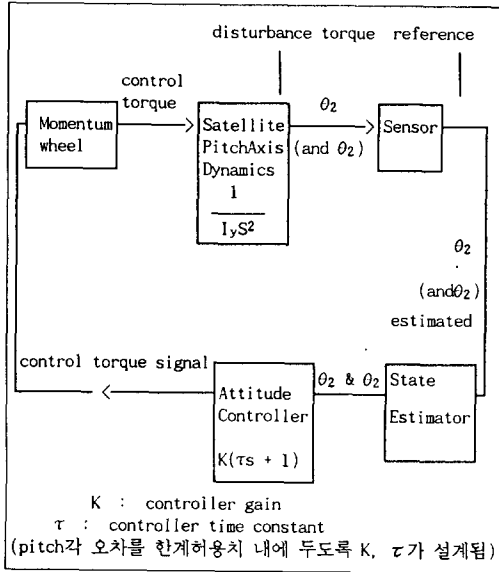 disturbance torque reference
control
torque
Momentum
wheel
Satellite
PitchAxis
Dynamics
1
IyS²
θ₂
(and θ₂)
Sensor
θ₂
(andθ̇₂)
estimated
control torque signal
Attitude
Controller
K(τs + 1)
θ₂ & θ₂
State
Estimator
K : controller gain
τ : controller time constant
(pitch각 오차를 한계허용치 내에 두도록 K, τ가 설계됨)